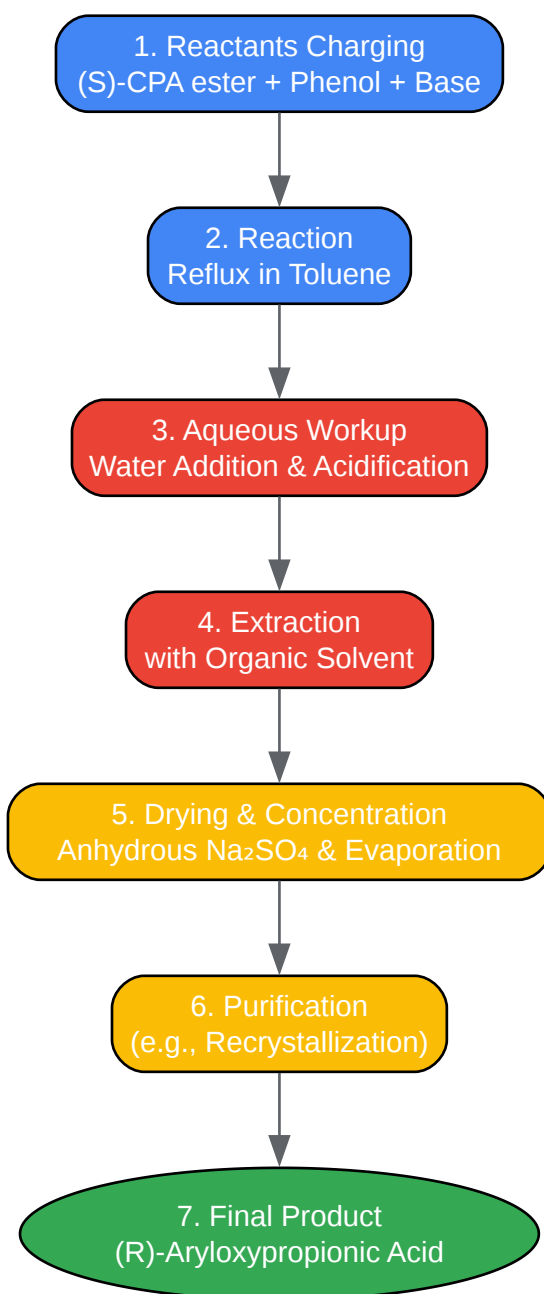 1. Reactants Charging
(S)-CPA ester + Phenol + Base
2. Reaction
Reflux in Toluene
3. Aqueous Workup
Water Addition & Acidification
4. Extraction
with Organic Solvent
5. Drying & Concentration
Anhydrous Na₂SO₄ & Evaporation
6. Purification
(e.g., Recrystallization)
7. Final Product
(R)-Aryloxypropionic Acid